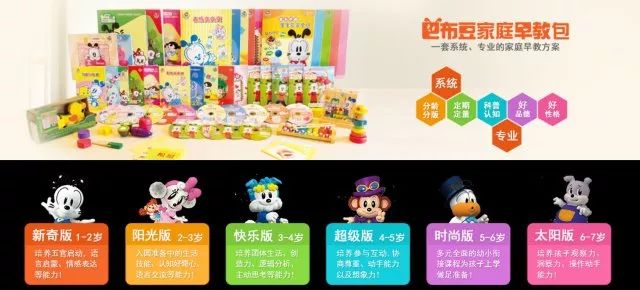 巴布豆家庭早教包
一套系统、专业的家庭早教方案
系统
分龄
分版
定期
定量
科普
认知
好
品德
好
性格
专业
新奇版 1-2岁
培养五官启动，语
言启蒙、情感表达
等能力！
阳光版 2-3岁
入园准备中的生活
技能、认知好奇心、
语言交流等能力！
快乐版 3-4岁
培养团体生活，创
造力、逻辑分析、
主动思考等能力！
超级版 4-5岁
培养参与互动，协
商尊重、动手能力
以及想象力！
时尚版 5-6岁
多元全面的幼小衔
接课程为孩子上学
做足准备！
太阳版 6-7岁
培养孩子观察力、
洞察力、操作动手
能力！